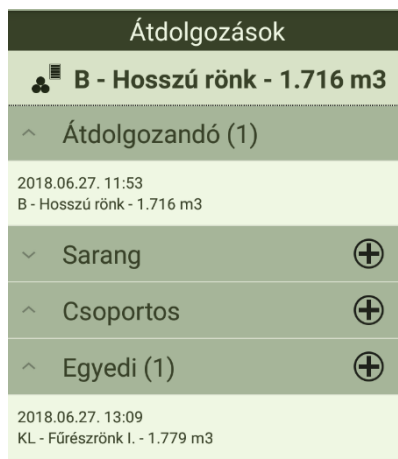 Átdolgozások
B - Hosszú rönk - 1.716 m3
Átdolgozandó (1)
2018.06.27. 11:53
B - Hosszú rönk - 1.716 m3
Sarang
Csoportos
Egyedi (1)
2018.06.27. 13:09
KL - Fűrészrönk I. - 1.779 m3